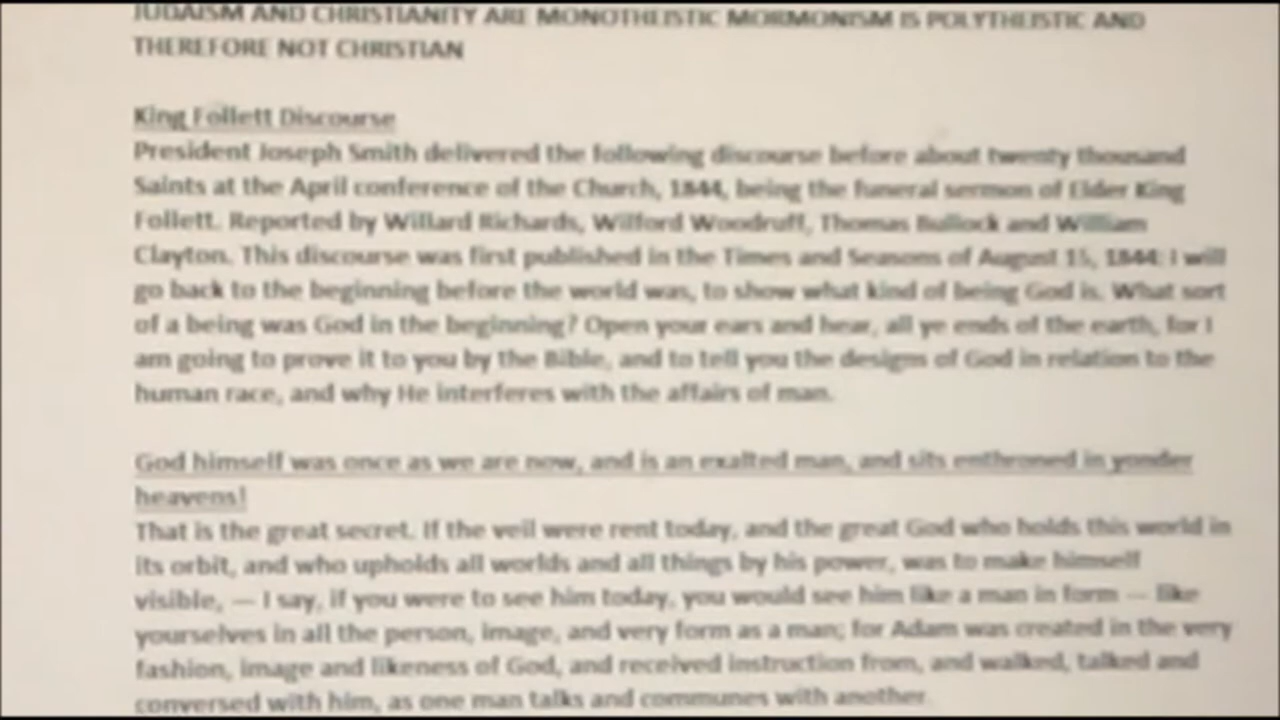 JUDAISM AND CHRISTIANITY ARE MONOTHEISTIC MORMONISM IS POLYTHEISTIC AND
THEREFORE NOT CHRISTIAN
King Follett Discourse
President Joseph Smith delivered the following discourse before about twenty thousand
Saints at the April conference of the Church, 1844, being the funeral sermon of Elder King
Follett. Reported by Willard Richards, Wilford Woodruff, Thomas Bullock and William
Clayton. This discourse was first published in the Times and Seasons of August 15, 1844: I will
go back to the beginning before the world was, to show what kind of being God is. What sort
of a being was God in the beginning? Open your ears and hear, all ye ends of the earth, for I
am going to prove it to you by the Bible, and to tell you the designs of God in relation to the
human race, and why He interferes with the affairs of man.
God himself was once as we are now, and is an exalted man, and sits enthroned in yonder
heavens!
That is the great secret. If the veil were rent today, and the great God who holds this world in
its orbit, and who upholds all worlds and all things by his power, was to make himself
visible, — I say, if you were to see him today, you would see him like a man in form — like
yourselves in all the person, image, and very form as a man; for Adam was created in the very
fashion, image and likeness of God, and received instruction from, and walked, talked and
conversed with him, as one man talks and communes with another.